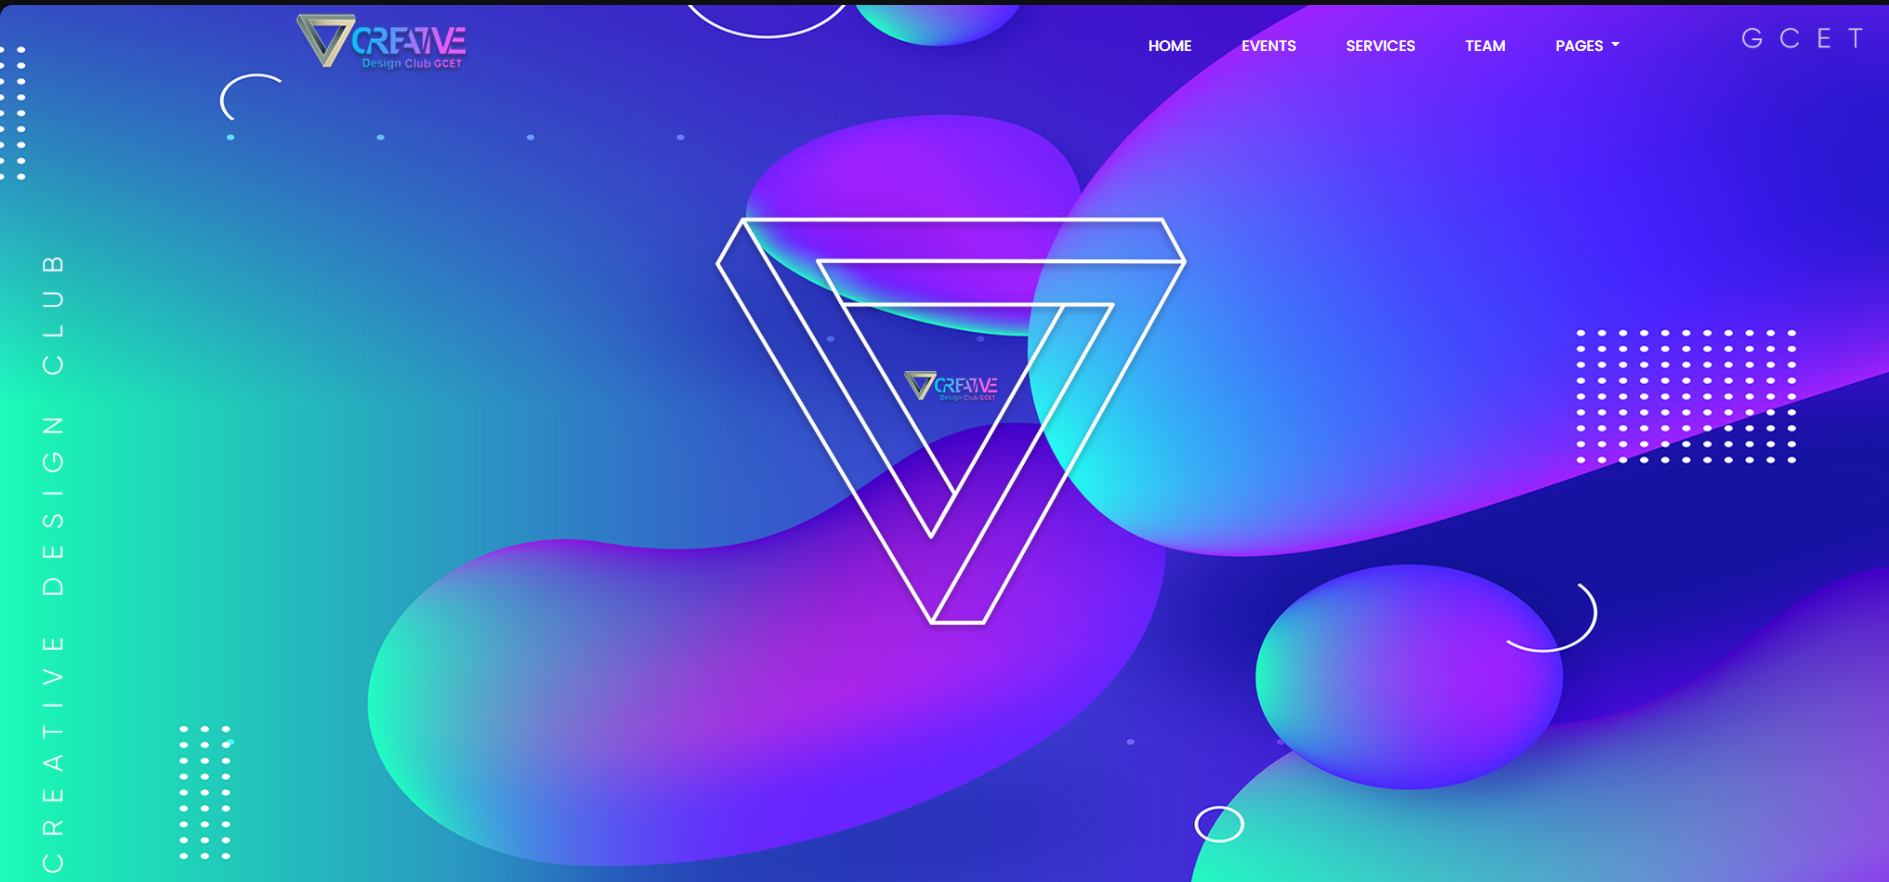 CREATIVE
Design Club GCET
HOME EVENTS SERVICES TEAM PAGES
GCET
CREATIVE DESIGN CLUB
CREATIVE
Design Club GCET